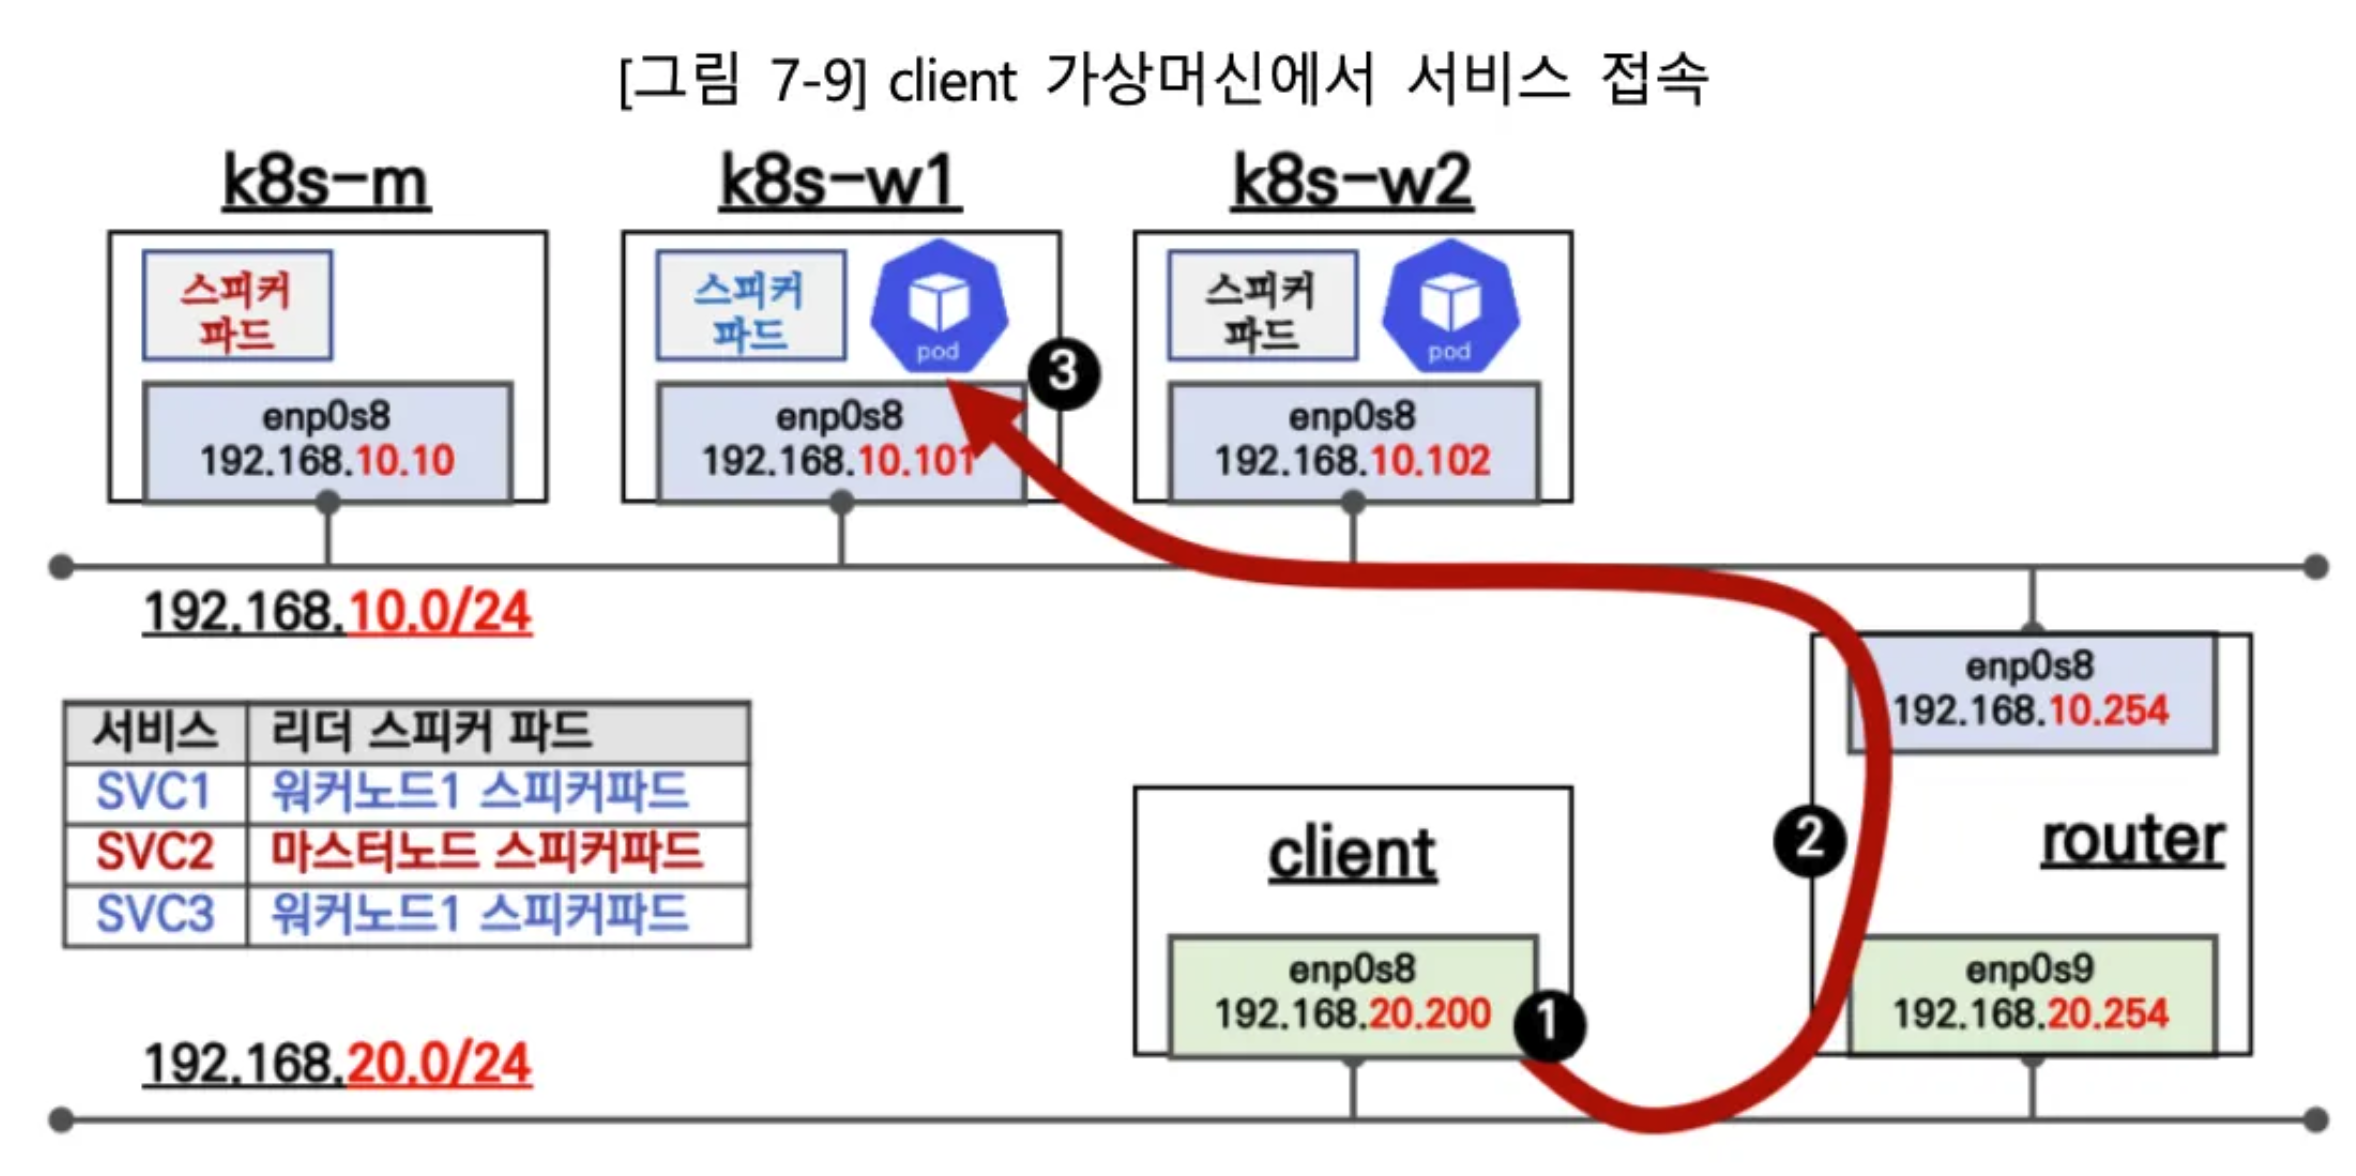 [그림 7-9] client 가상머신에서 서비스 접속
k8s-m
스피커
파드
enp0s8
192.168.10.10
k8s-w1
스피커
파드
pod
3
enp0s8
192.168.10.101
k8s-w2
스피커
파드
pod
enp0s8
192.168.10.102
192.168.10.0/24
서비스 리더 스피커 파드
SVC1 워커노드1 스피커파드
SVC2 마스터노드 스피커파드
SVC3 워커노드1 스피커파드
client
enp0s8
192.168.20.200
1
enp0s8
192.168.10.254
2
router
enp0s9
192.168.20.254
192.168.20.0/24